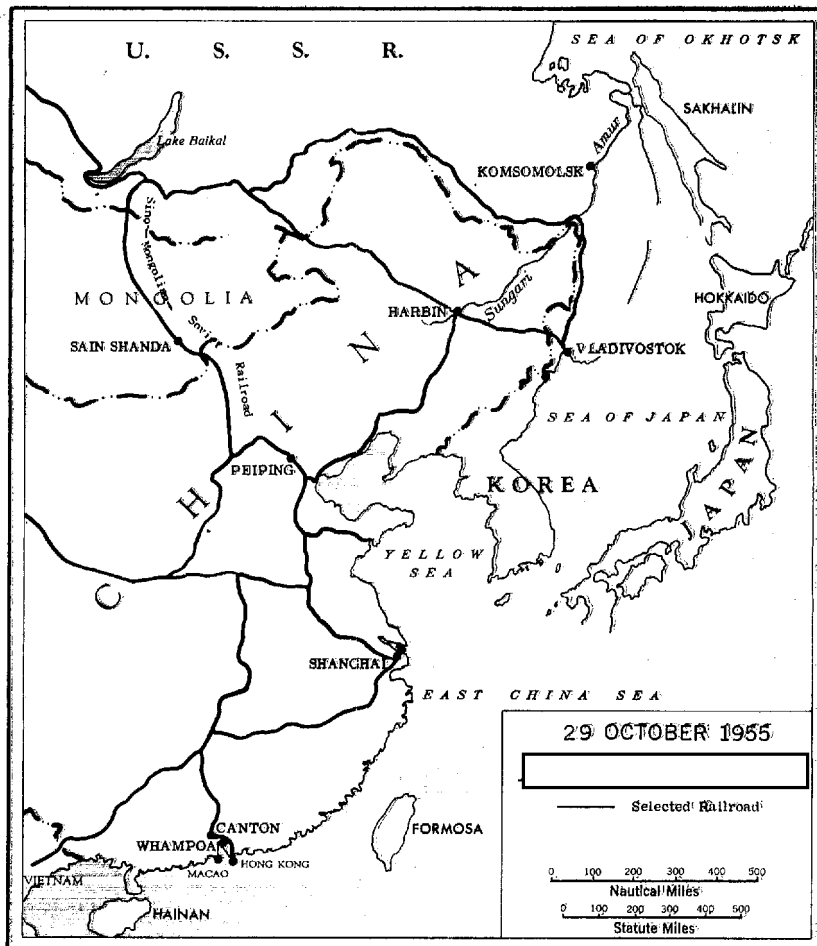 U. S. S. R.
SEA OF OKHOTSK
SAKHALIN
Lake Baikal
Amur
KOMSOMOLSK
Sino-Mongolian
Soviet
Railroad
MONGOLIA
HARBIN
Sungari
HOKKAIDO
SAIN SHANDA
VLADIVOSTOK
SEA OF JAPAN
CHINA
PEIPING
KOREA
JAPAN
YELLOW
SEA
SHANGHAI
EAST CHINA SEA
29 OCTOBER 1955
Selected Railroad
CANTON
WHAMPOA
HONG KONG
MACAO
FORMOSA
VIETNAM
HAINAN
0 100 200 300 400 500
Nautical Miles
0 100 200 300 400 500
Statute Miles